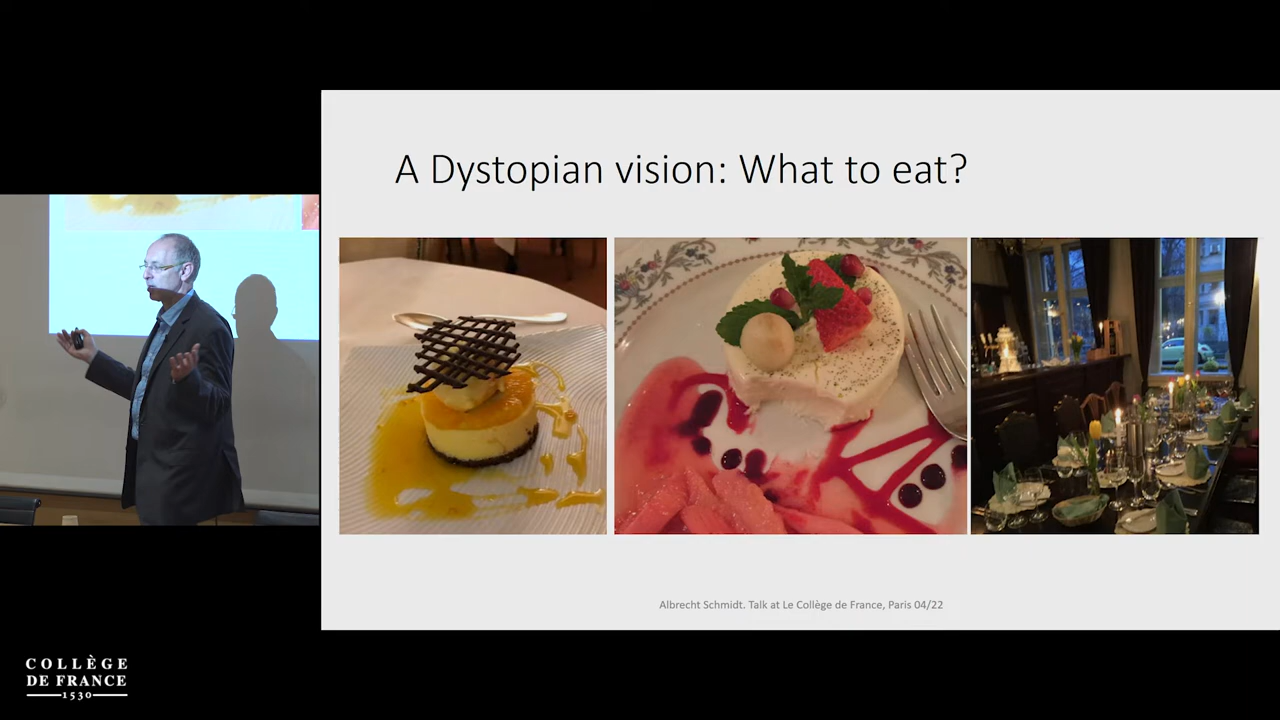 A Dystopian vision: What to eat?
Albrecht Schmidt. Talk at Le Collège de France, Paris 04/22
COLLÈGE
DE FRANCE
1530